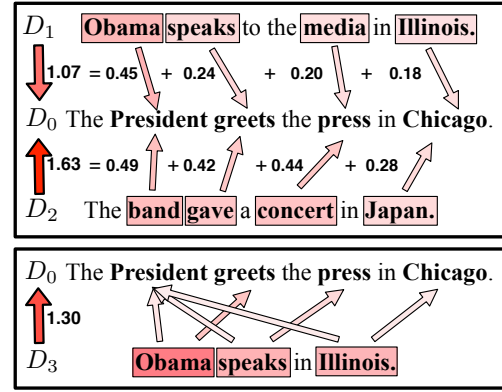 D1 Obama speaks to the media in Illinois.
1.07 = 0.45 + 0.24 + 0.20 + 0.18
D0 The President greets the press in Chicago.
1.63 = 0.49 + 0.42 + 0.44 + 0.28
D2 The band gave a concert in Japan.
D0 The President greets the press in Chicago.
1.30
D3 Obama speaks in Illinois.